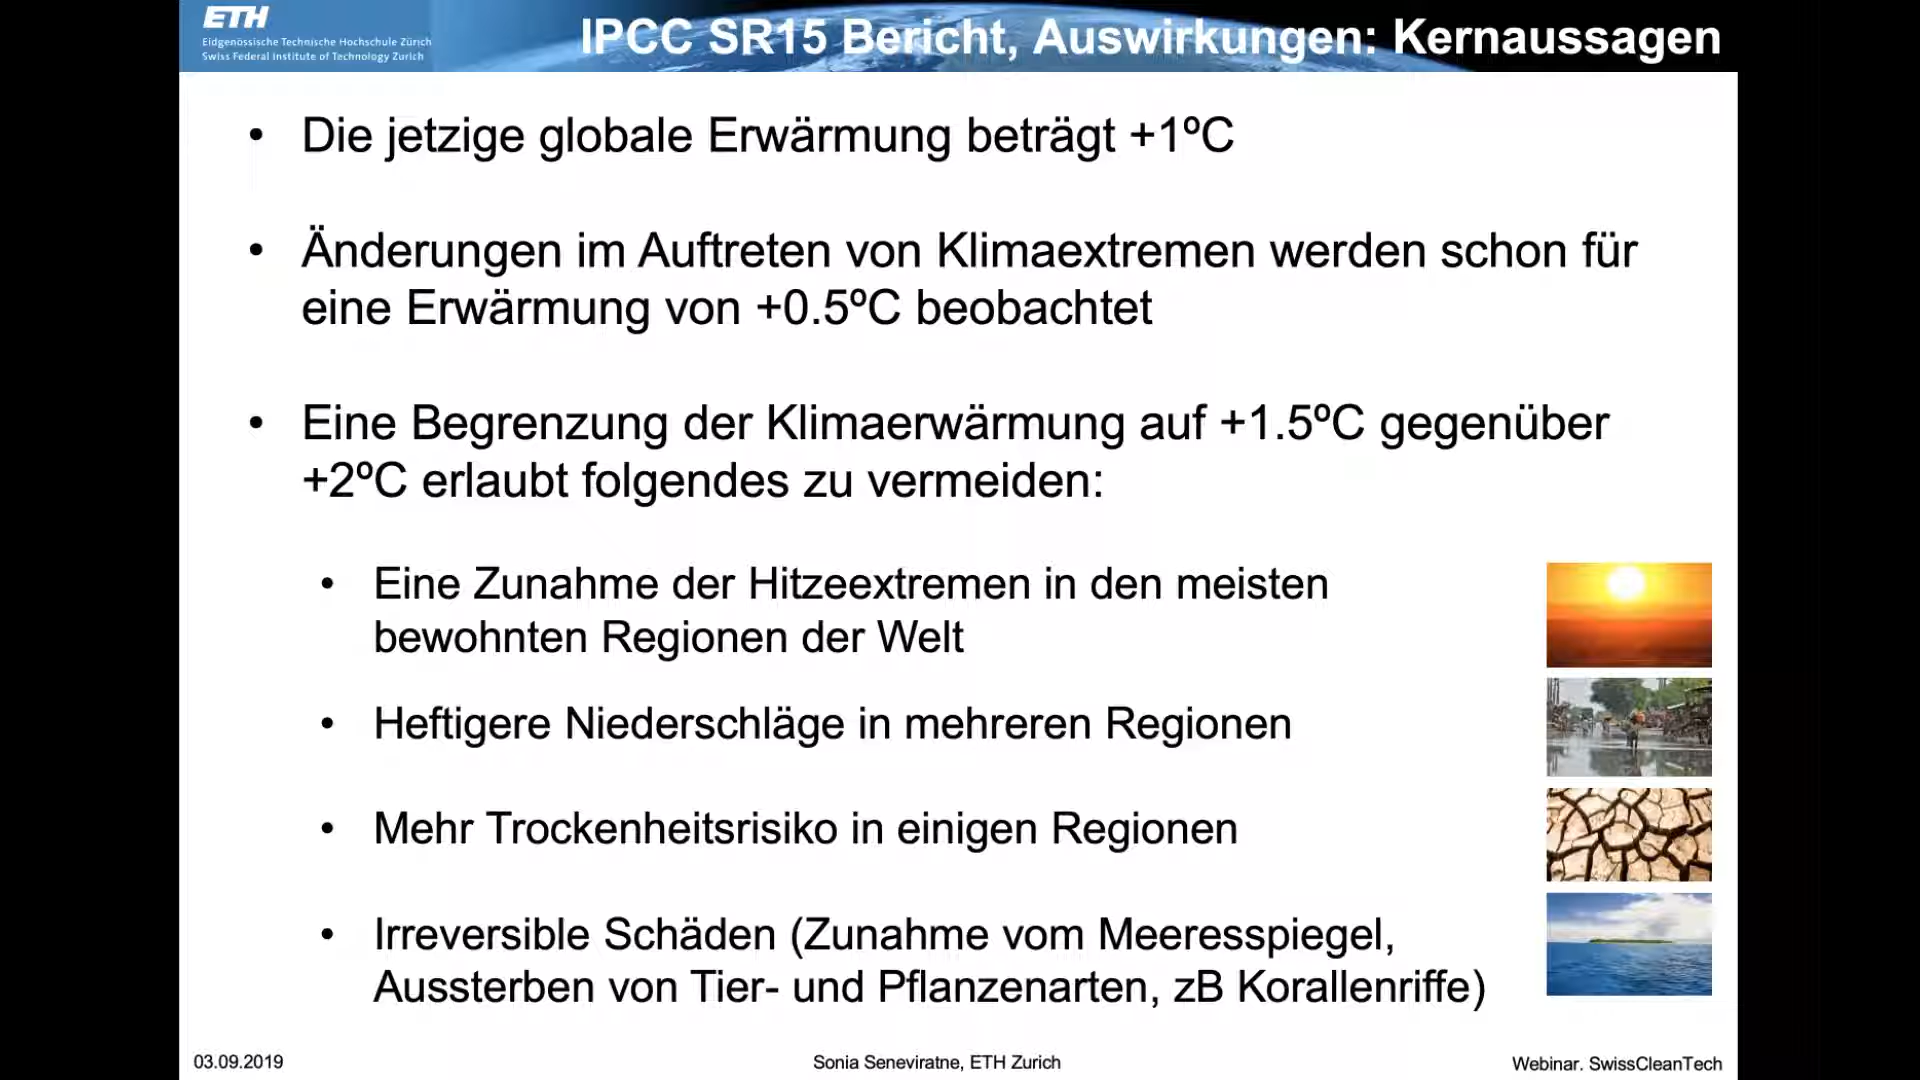 ETH
Eidgenössische Technische Hochschule Zürich
Swiss Federal Institute of Technology Zurich
IPCC SR15 Bericht, Auswirkungen: Kernaussagen
• Die jetzige globale Erwärmung beträgt +1ºC
• Änderungen im Auftreten von Klimaextremen werden schon für
eine Erwärmung von +0.5ºC beobachtet
• Eine Begrenzung der Klimaerwärmung auf +1.5ºC gegenüber
+2ºC erlaubt folgendes zu vermeiden:
• Eine Zunahme der Hitzeextremen in den meisten
bewohnten Regionen der Welt
• Heftigere Niederschläge in mehreren Regionen
• Mehr Trockenheitsrisiko in einigen Regionen
• Irreversible Schäden (Zunahme vom Meeresspiegel,
Aussterben von Tier- und Pflanzenarten, zB Korallenriffe)
03.09.2019
Sonia Seneviratne, ETH Zurich
Webinar. SwissCleanTech